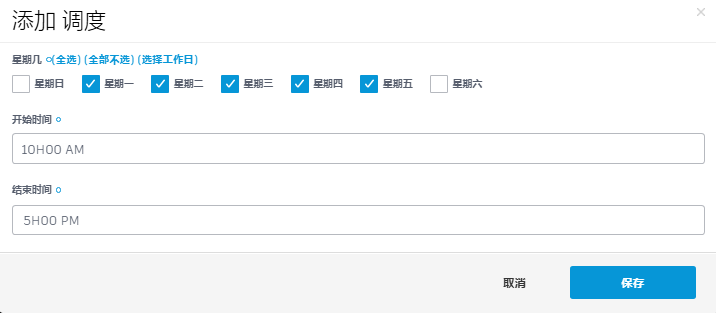 添加 调度
×
星期几 (全选) (全部不选) (选择工作日)
星期日 星期一 星期二 星期三 星期四 星期五 星期六
开始时间
10H00 AM
结束时间
5H00 PM
取消 保存